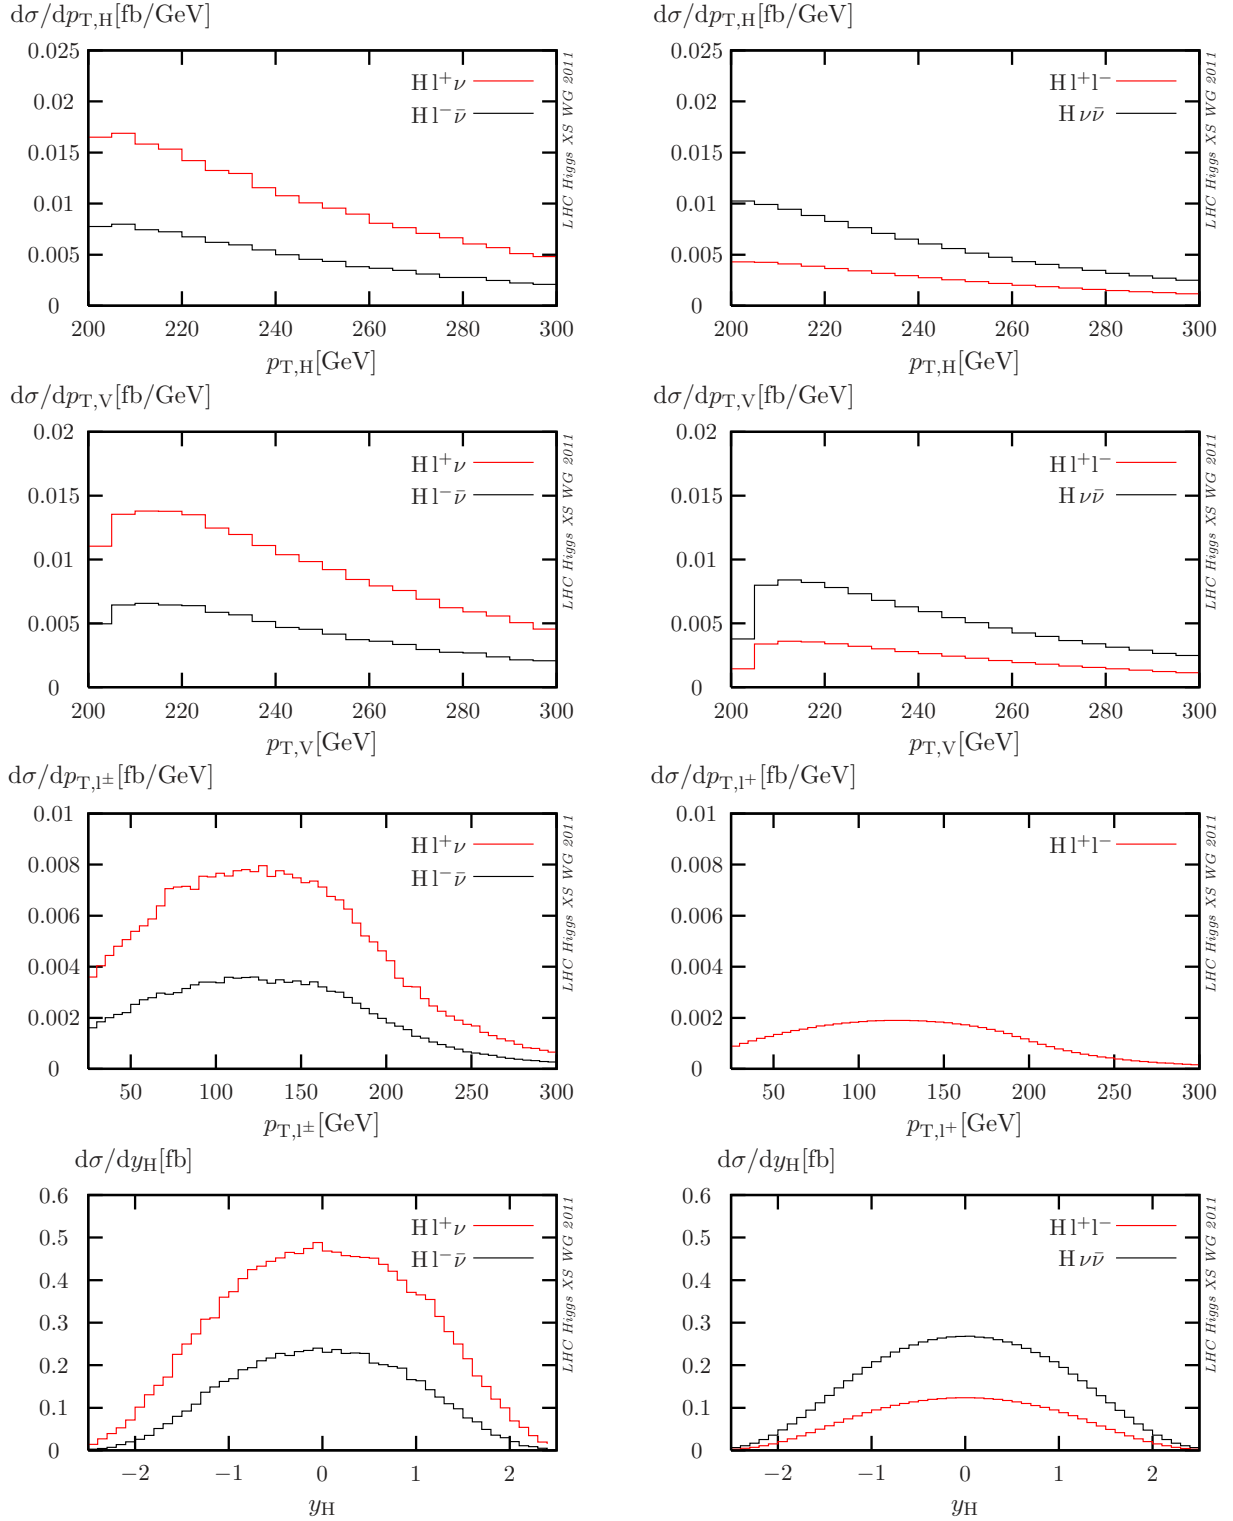 dσ/dp_T,H[fb/GeV]
0.025
0.02
0.015
0.01
0.005
0
200 220 240 260 280 300
p_T,H[GeV]
H l⁺ ν
H l⁻ ν̄
LHC Higgs XS WG 2011
dσ/dp_T,H[fb/GeV]
0.025
0.02
0.015
0.01
0.005
0
200 220 240 260 280 300
p_T,H[GeV]
H l⁺l⁻
H νν̄
LHC Higgs XS WG 2011
dσ/dp_T,V[fb/GeV]
0.02
0.015
0.01
0.005
0
200 220 240 260 280 300
p_T,V[GeV]
H l⁺ ν
H l⁻ ν̄
LHC Higgs XS WG 2011
dσ/dp_T,V[fb/GeV]
0.02
0.015
0.01
0.005
0
200 220 240 260 280 300
p_T,V[GeV]
H l⁺l⁻
H νν̄
LHC Higgs XS WG 2011
dσ/dp_T,l±[fb/GeV]
0.01
0.008
0.006
0.004
0.002
0
50 100 150 200 250 300
p_T,l±[GeV]
H l⁺ ν
H l⁻ ν̄
LHC Higgs XS WG 2011
dσ/dp_T,l⁺[fb/GeV]
0.01
0.008
0.006
0.004
0.002
0
50 100 150 200 250 300
p_T,l⁺[GeV]
H l⁺l⁻
LHC Higgs XS WG 2011
dσ/dy_H[fb]
0.6
0.5
0.4
0.3
0.2
0.1
0
−2 −1 0 1 2
y_H
H l⁺ ν
H l⁻ ν̄
LHC Higgs XS WG 2011
dσ/dy_H[fb]
0.6
0.5
0.4
0.3
0.2
0.1
0
−2 −1 0 1 2
y_H
H l⁺l⁻
H νν̄
LHC Higgs XS WG 2011